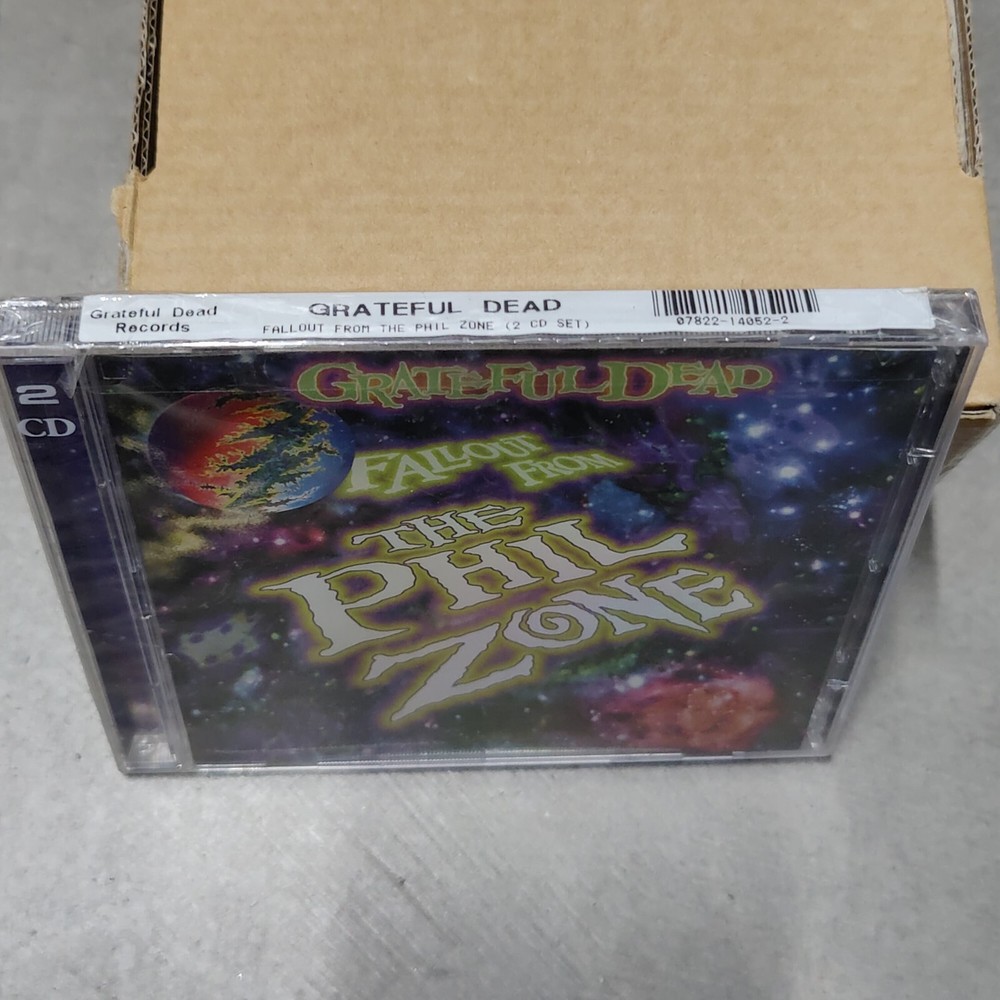 Grateful Dead
Records
GRATEFUL DEAD
FALLOUT FROM THE PHIL ZONE (2 CD SET)
07822-14052-2
2
CD
GRATEFUL DEAD
FALLOUT
FROM
THE
PHIL
ZONE